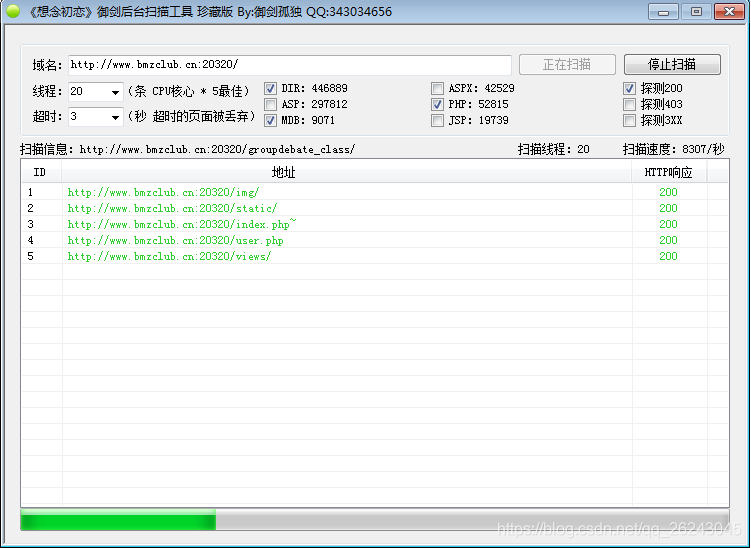 《想念初恋》御剑后台扫描工具 珍藏版 By:御剑孤独 QQ:343034656
域名: http://www.bmzclub.cn:20320/ 正在扫描 停止扫描
线程: 20 (条 CPU核心 * 5最佳) DIR: 446889 ASPX: 42529 探测200
ASP: 297812 PHP: 52815 探测403
超时: 3 (秒 超时的页面被丢弃) MDB: 9071 JSP: 19739 探测3XX
扫描信息: http://www.bmzclub.cn:20320/groupdebate_class/ 扫描线程: 20 扫描速度: 8307/秒
ID 地址 HTTP响应
1 http://www.bmzclub.cn:20320/img/ 200
2 http://www.bmzclub.cn:20320/static/ 200
3 http://www.bmzclub.cn:20320/index.php~ 200
4 http://www.bmzclub.cn:20320/user.php 200
5 http://www.bmzclub.cn:20320/views/ 200
https://blog.csdn.net/qq_26243045